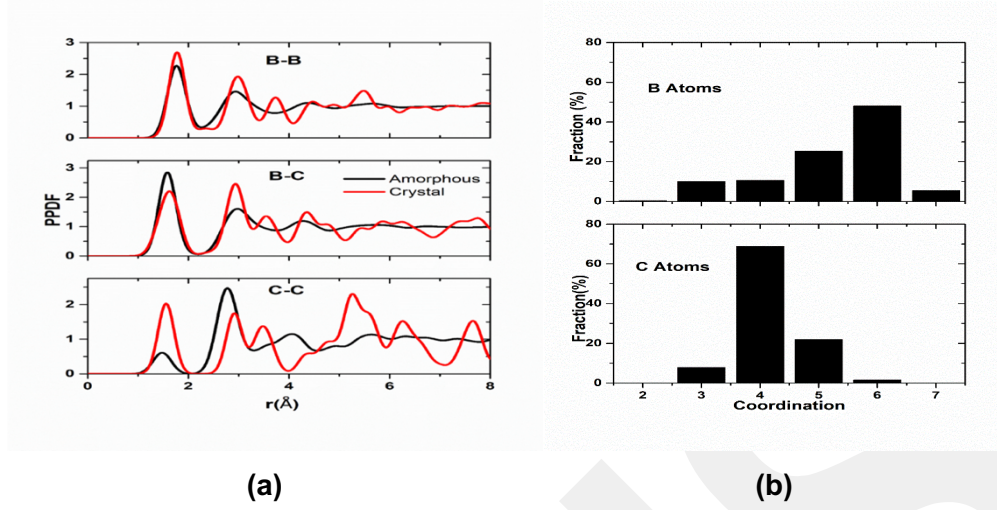 3
2
1
0
B-B
3
2
1
0
B-C
Amorphous
Crystal
PPDF
2
1
0
C-C
0 2 4 6 8
r(Å)
(a)
80
60
40
20
0
B Atoms
Fraction (%)
80
60
40
20
0
C Atoms
Fraction(%)
2 3 4 5 6 7
Coordination
(b)